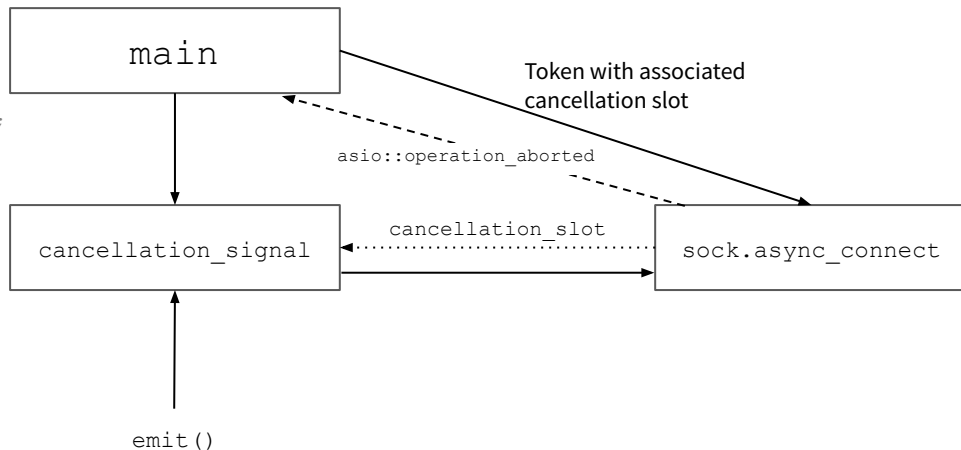 main
Token with associated
cancellation slot
asio::operation_aborted
cancellation_slot
cancellation_signal
sock.async_connect
emit()